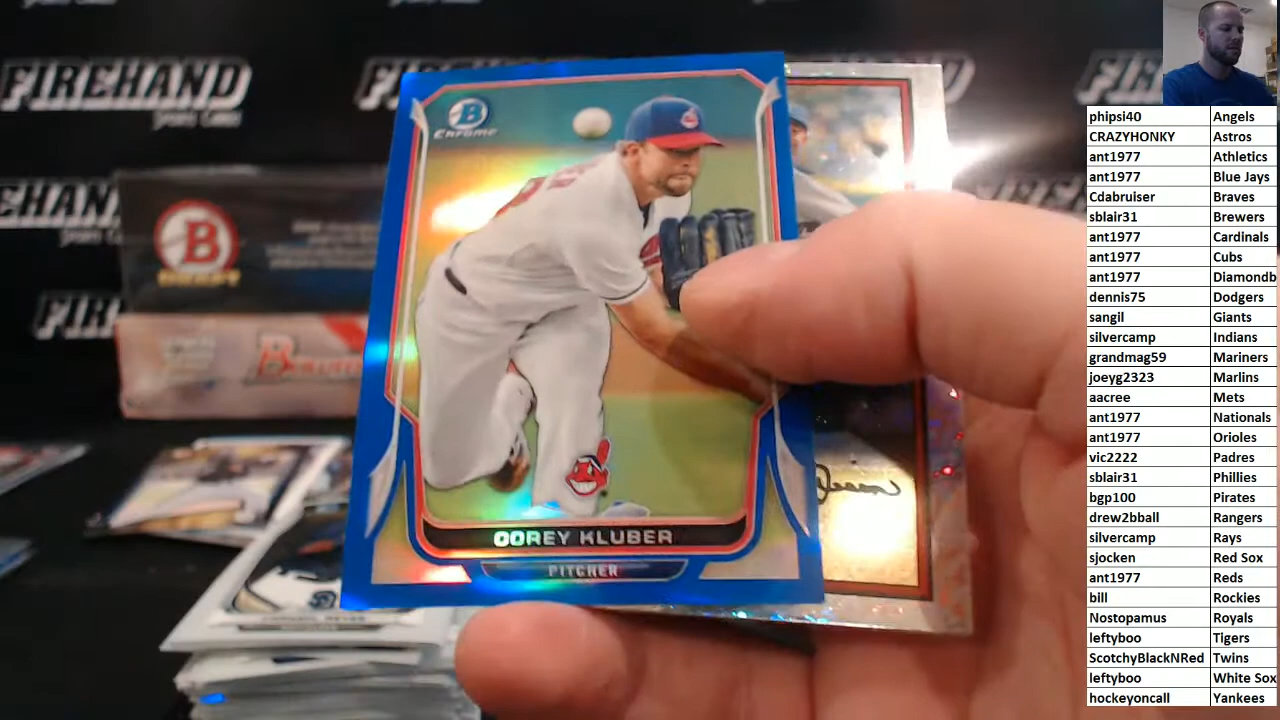 FIREHAND
SPORTS CARDS
FIREHAND
B
Chrome
B
BOWMAN
COREY KLUBER
PITCHER
phipsi40 Angels
CRAZYHONKY Astros
ant1977 Athletics
ant1977 Blue Jays
Cdabruiser Braves
sblair31 Brewers
ant1977 Cardinals
ant1977 Cubs
ant1977 Diamondb
dennis75 Dodgers
sangil Giants
silvercamp Indians
grandmag59 Mariners
joeyg2323 Marlins
aacree Mets
ant1977 Nationals
ant1977 Orioles
vic2222 Padres
sblair31 Phillies
bgp100 Pirates
drew2bball Rangers
silvercamp Rays
sjocken Red Sox
ant1977 Reds
bill Rockies
Nostopamus Royals
leftyboo Tigers
ScotchyBlackNRed Twins
leftyboo White Sox
hockeyoncall Yankees